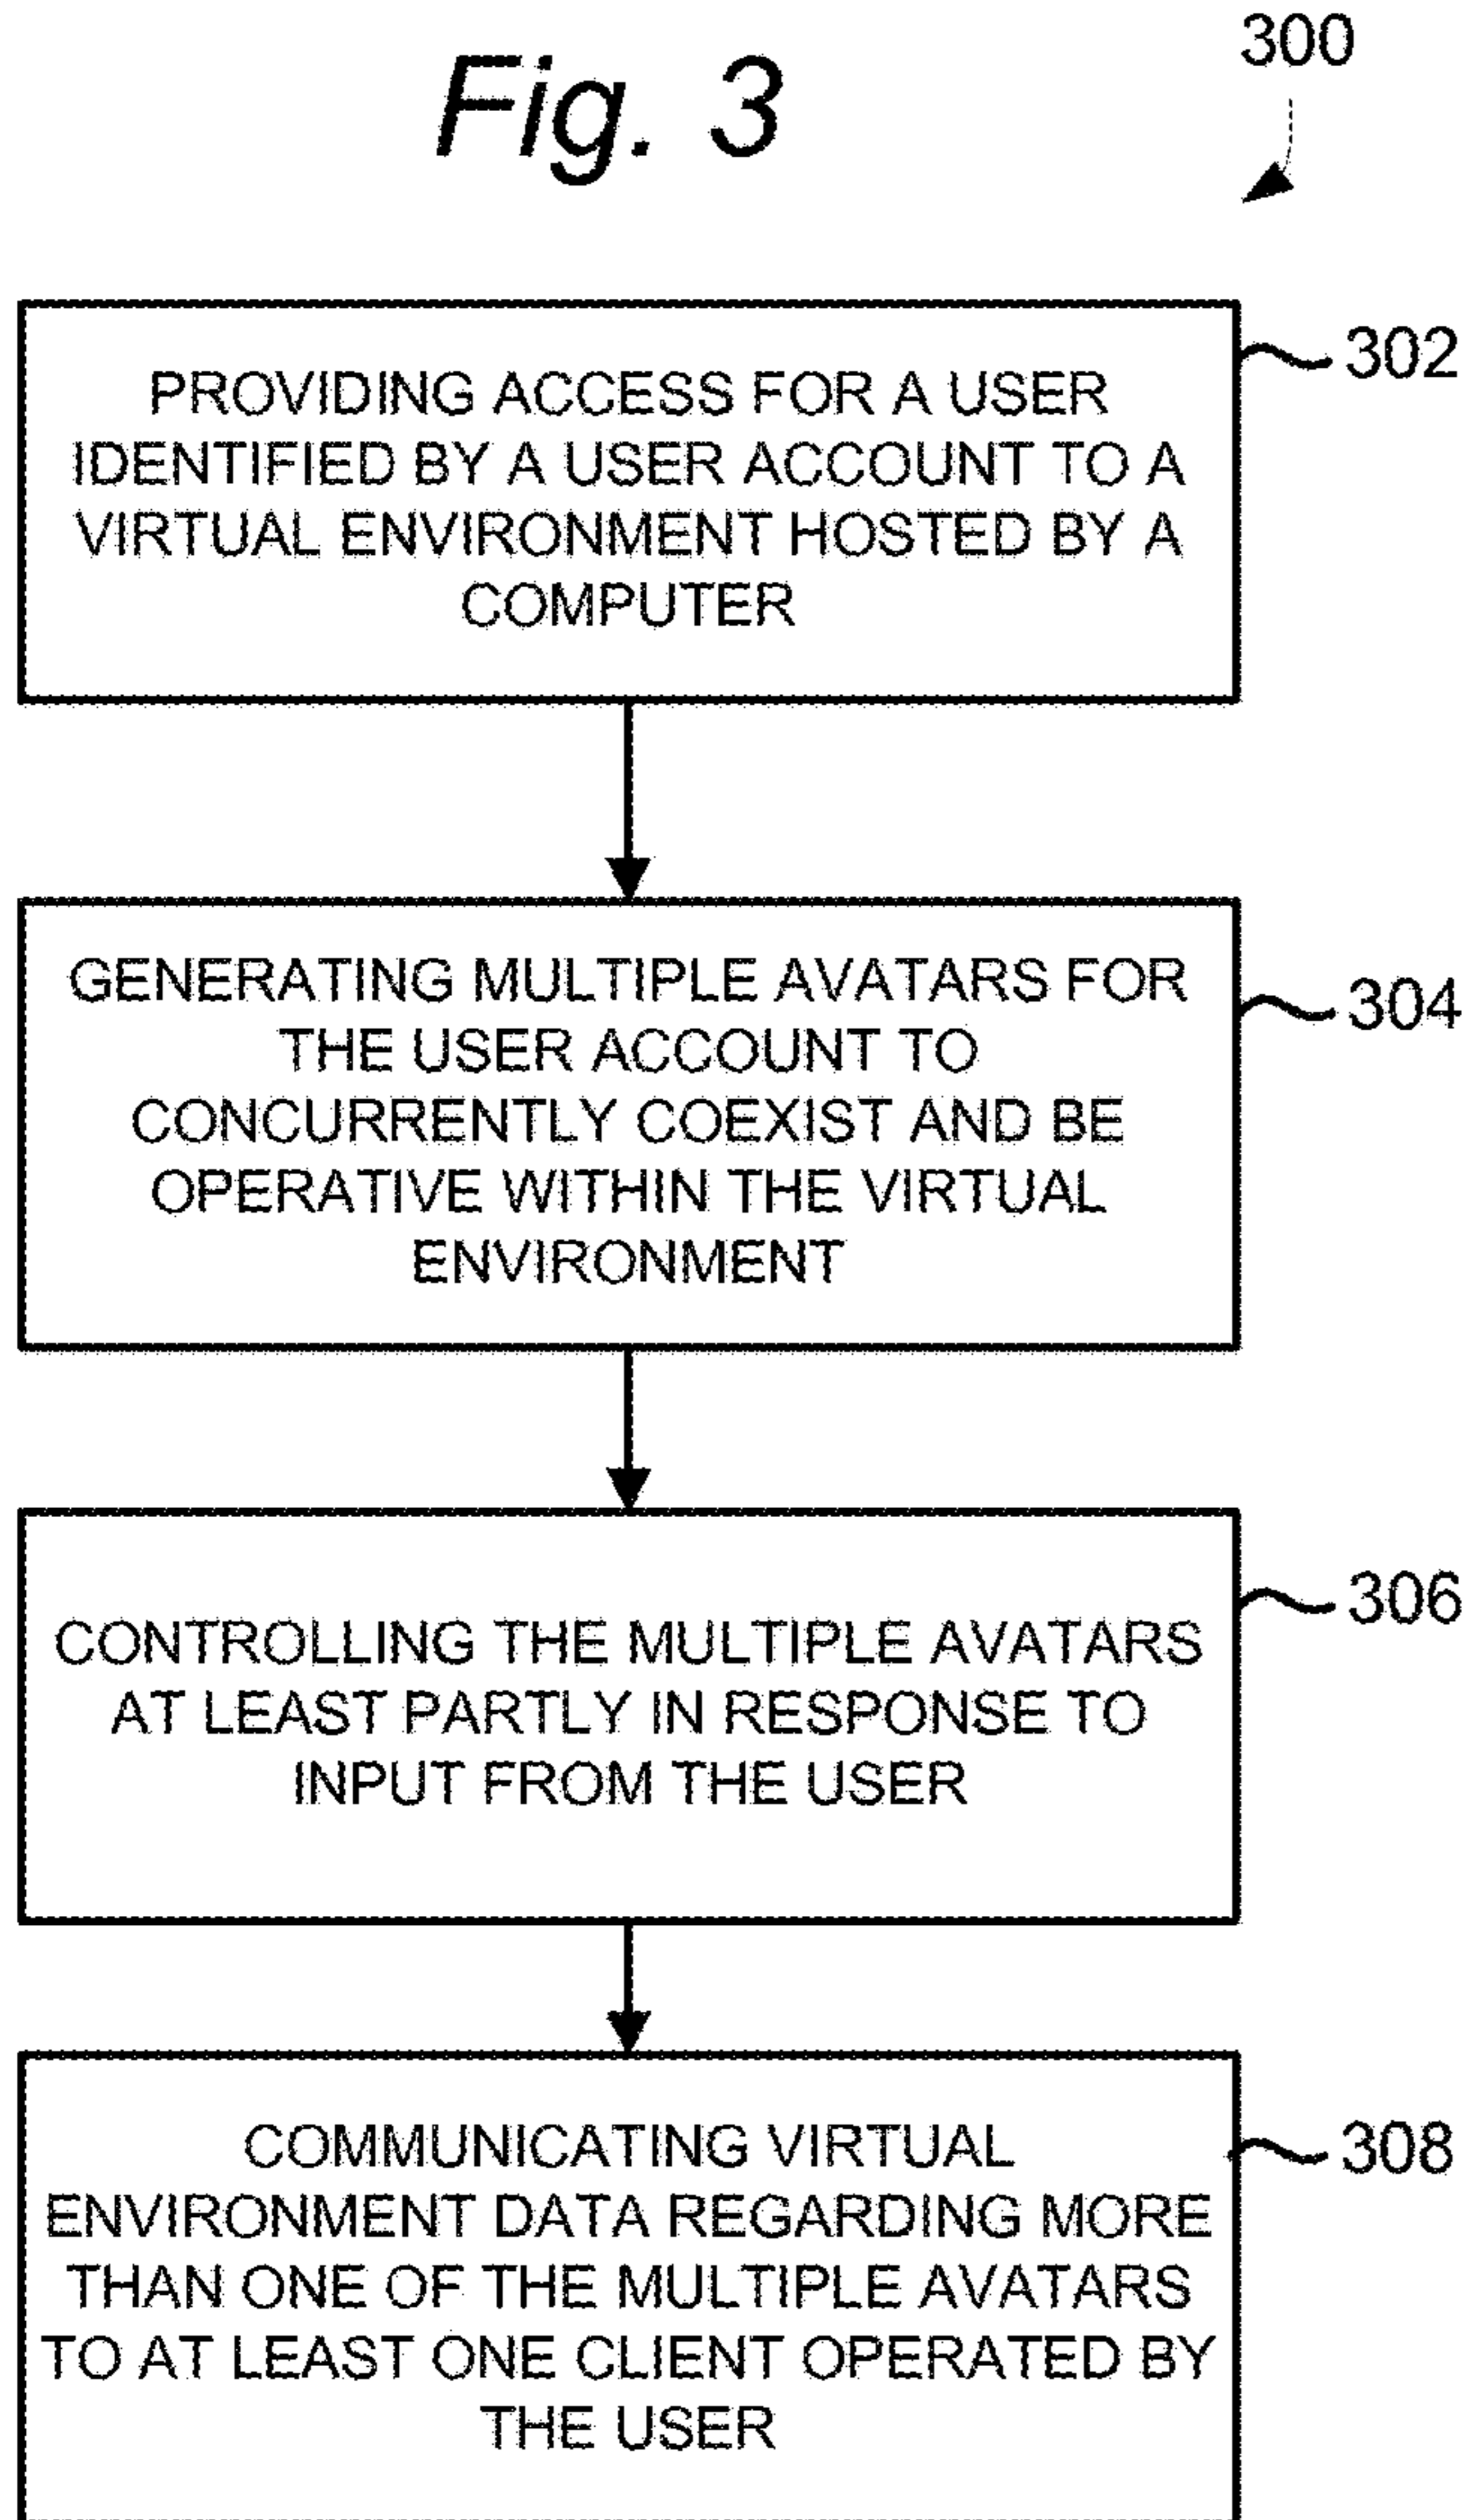 Fig. 3
300
PROVIDING ACCESS FOR A USER
IDENTIFIED BY A USER ACCOUNT TO A
VIRTUAL ENVIRONMENT HOSTED BY A
COMPUTER
302
GENERATING MULTIPLE AVATARS FOR
THE USER ACCOUNT TO
CONCURRENTLY COEXIST AND BE
OPERATIVE WITHIN THE VIRTUAL
ENVIRONMENT
304
CONTROLLING THE MULTIPLE AVATARS
AT LEAST PARTLY IN RESPONSE TO
INPUT FROM THE USER
306
COMMUNICATING VIRTUAL
ENVIRONMENT DATA REGARDING MORE
THAN ONE OF THE MULTIPLE AVATARS
TO AT LEAST ONE CLIENT OPERATED BY
THE USER
308